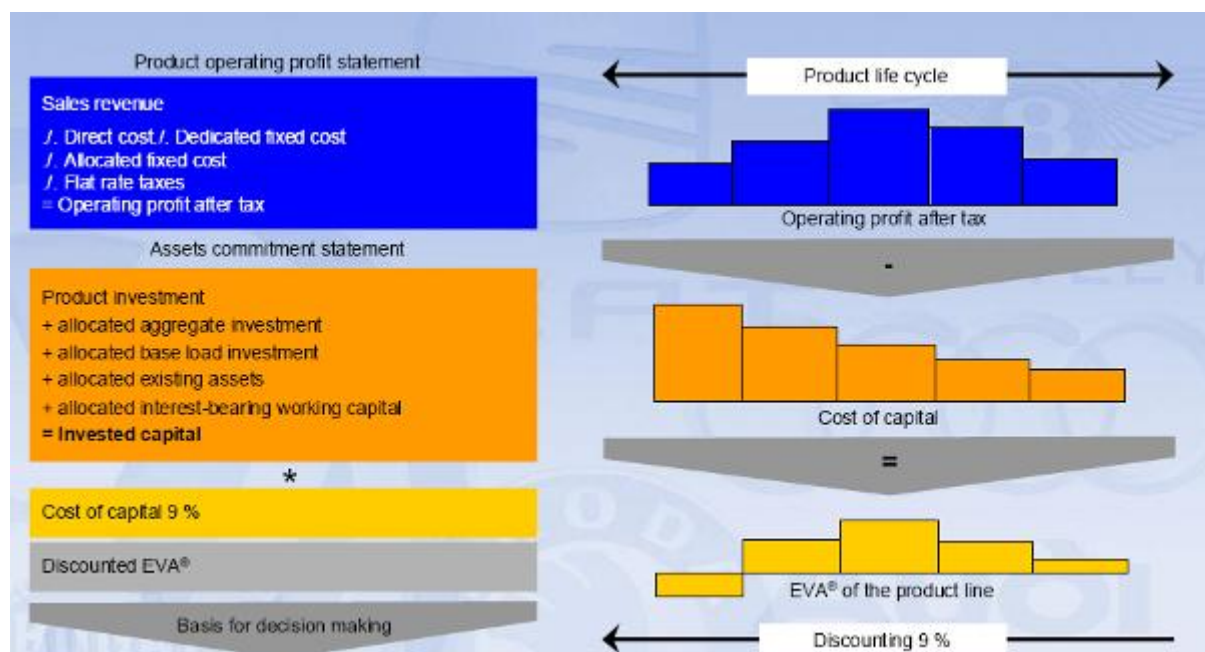 Product operating profit statement
Sales revenue
./. Direct cost./. Dedicated fixed cost
./. Allocated fixed cost
./. Flat rate taxes
= Operating profit after tax
Assets commitment statement
Product investment
+ allocated aggregate investment
+ allocated base load investment
+ allocated existing assets
+ allocated interest-bearing working capital
= Invested capital
*
Cost of capital 9 %
Discounted EVA®
Basis for decision making
Product life cycle
Operating profit after tax
-
Cost of capital
=
EVA® of the product line
Discounting 9 %